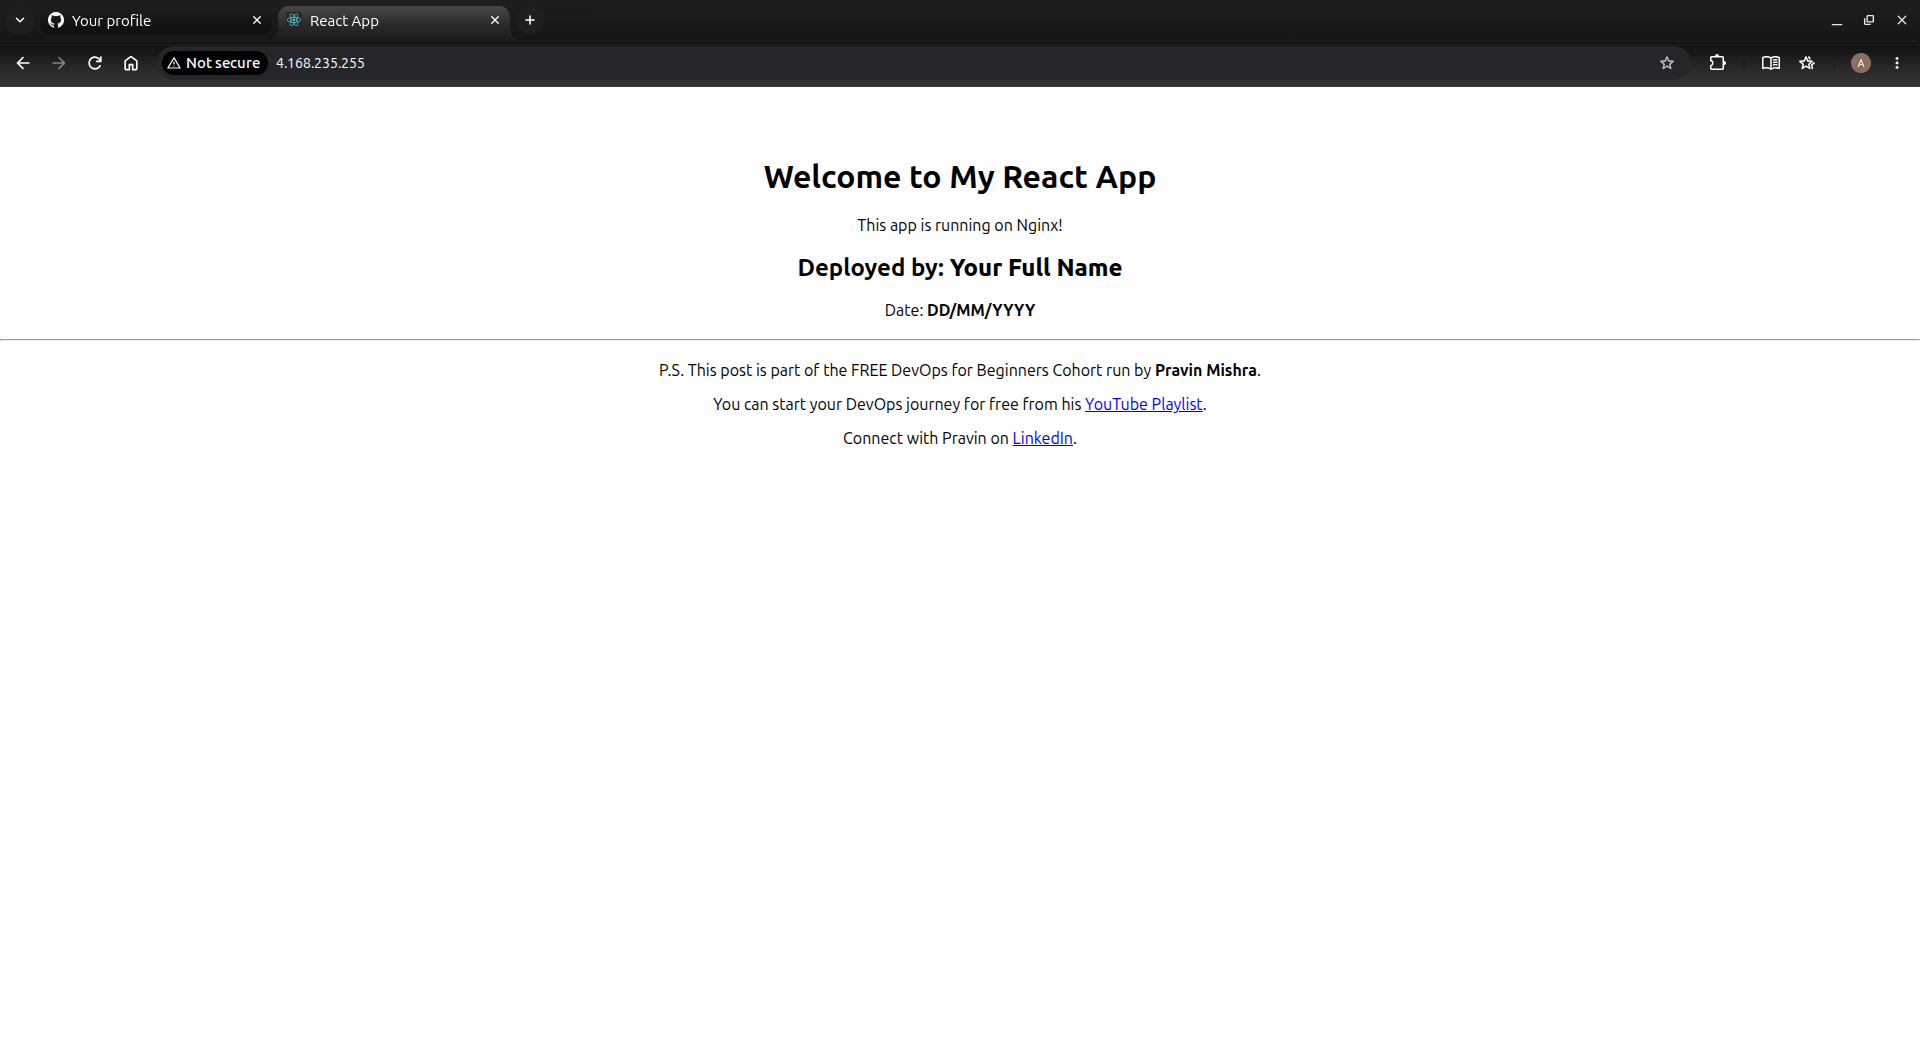 Your profile
React App
Not secure
4.168.235.255
A
Welcome to My React App
This app is running on Nginx!
Deployed by: Your Full Name
Date: DD/MM/YYYY
P.S. This post is part of the FREE DevOps for Beginners Cohort run by Pravin Mishra.
You can start your DevOps journey for free from his YouTube Playlist.
Connect with Pravin on LinkedIn.